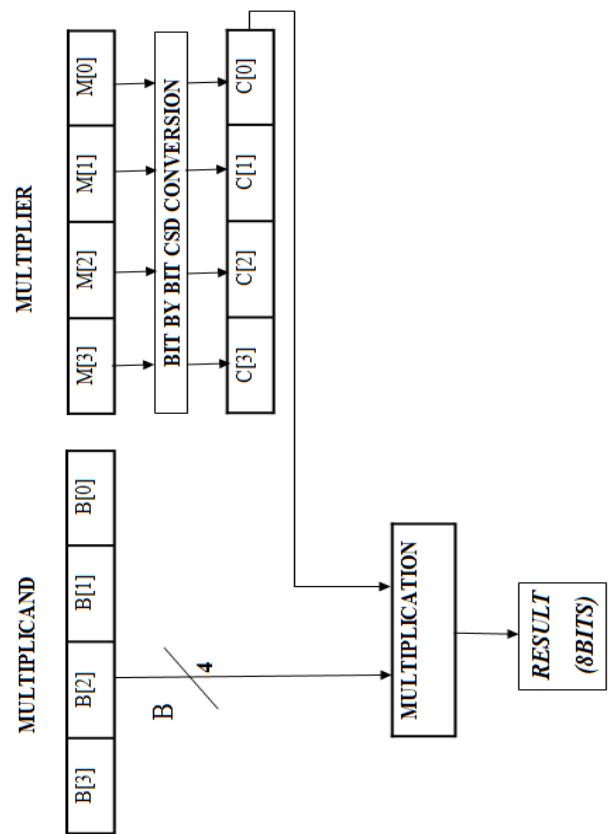 MULTIPLICAND
MULTIPLIER
B[3] B[2] B[1] B[0]
M[3] M[2] M[1] M[0]
BIT BY BIT CSD CONVERSION
C[3] C[2] C[1] C[0]
B
4
MULTIPLICATION
RESULT
(8BITS)